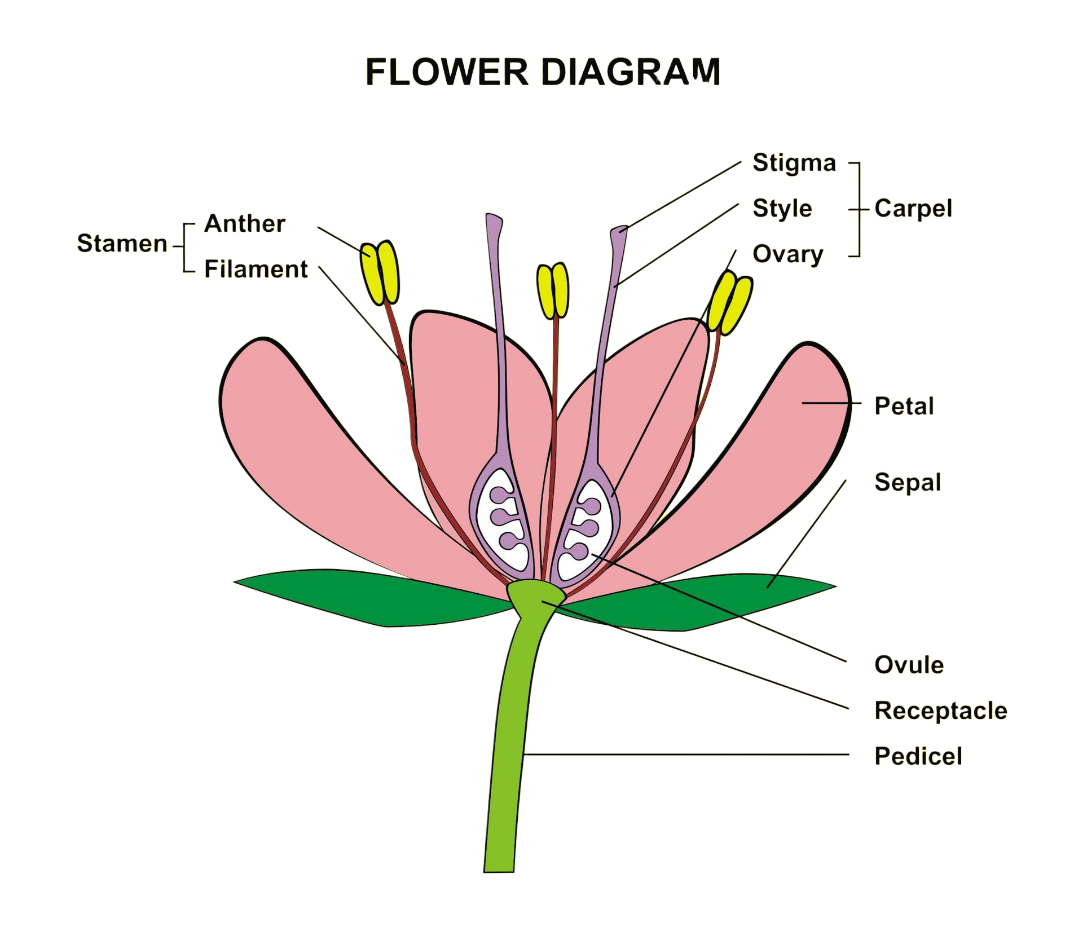 FLOWER DIAGRAM
Stamen
Anther
Filament
Stigma
Style
Ovary
Carpel
Petal
Sepal
Ovule
Receptacle
Pedicel